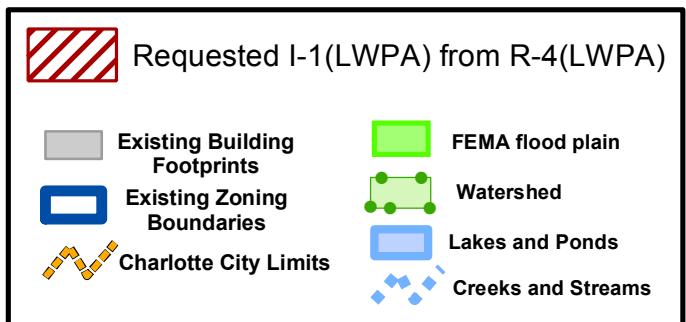 Requested I-1(LWPA) from R-4(LWPA)
Existing Building
Footprints
Existing Zoning
Boundaries
Charlotte City Limits
FEMA flood plain
Watershed
Lakes and Ponds
Creeks and Streams